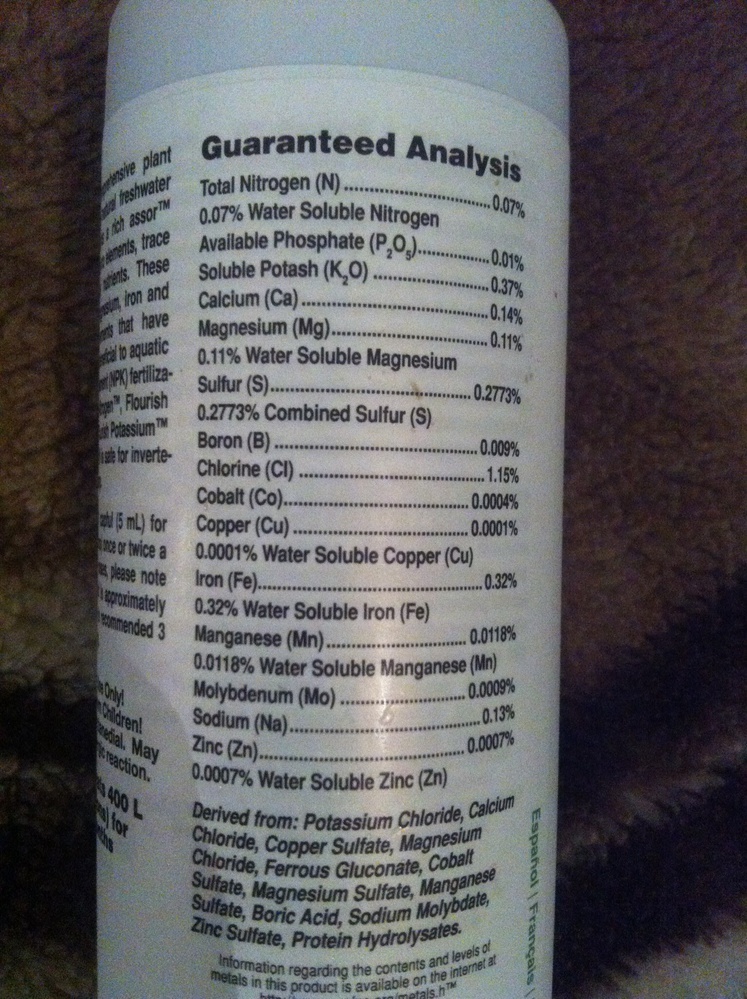 Guaranteed Analysis
Total Nitrogen (N) 0.07%
0.07% Water Soluble Nitrogen
Available Phosphate (P₂O₅) 0.01%
Soluble Potash (K₂O) 0.37%
Calcium (Ca) 0.14%
Magnesium (Mg) 0.11%
0.11% Water Soluble Magnesium
Sulfur (S) 0.2773%
0.2773% Combined Sulfur (S)
Boron (B) 0.009%
Chlorine (Cl) 1.15%
Cobalt (Co) 0.0004%
Copper (Cu) 0.0001%
0.0001% Water Soluble Copper (Cu)
Iron (Fe) 0.32%
0.32% Water Soluble Iron (Fe)
Manganese (Mn) 0.0118%
0.0118% Water Soluble Manganese (Mn)
Molybdenum (Mo) 0.0009%
Sodium (Na) 0.13%
Zinc (Zn) 0.0007%
0.0007% Water Soluble Zinc (Zn)
Derived from: Potassium Chloride, Calcium
Chloride, Copper Sulfate, Magnesium
Chloride, Ferrous Gluconate, Cobalt
Sulfate, Magnesium Sulfate, Manganese
Sulfate, Boric Acid, Sodium Molybdate,
Zinc Sulfate, Protein Hydrolysates.
Information regarding the contents and levels of
metals in this product is available on the internet at
plant
freshwater
a rich assor™
elements, trace
These
iron and
that have
to aquatic
(NPK) fertiliza-
Flourish
Potassium™
is safe for inverte-
(5 mL) for
once or twice a
please note
approximately
recommended 3
Only!
Children!
May
reaction.
400 L
for
Español | Français |